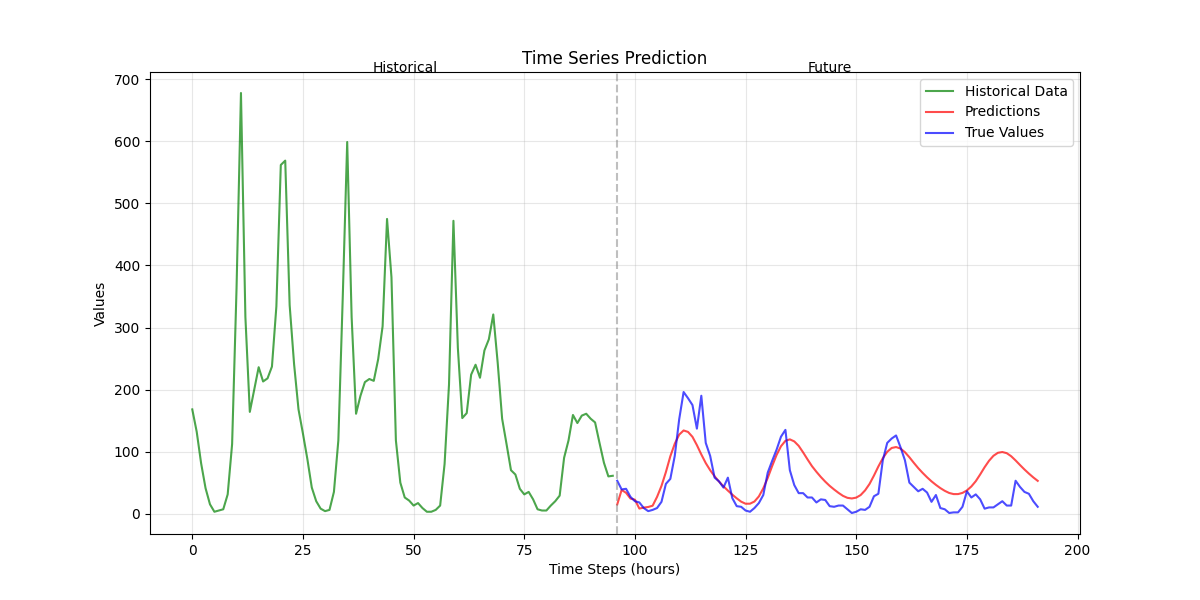 Time Series Prediction
Historical
Future
Historical Data
Predictions
True Values
700
600
500
400
300
200
100
0
Values
0
25
50
75
100
125
150
175
200
Time Steps (hours)